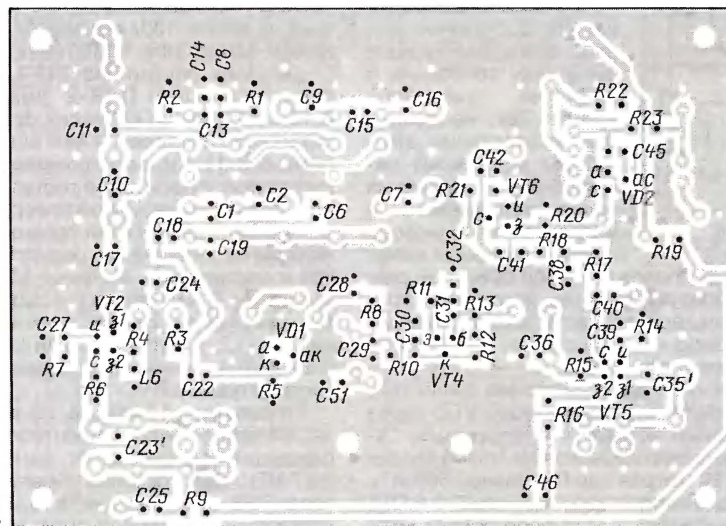 C14
C8
R2
R1
C9
C16
R22
C11
C13
C15
R23
C42
C45
C10
R21
VT6
а
ас
C2
C7
и
с
VD2
C1
C6
с
з
R20
C18
C17
C19
C32
C41
R18
C38
R19
R17
C24
C28
R11
C31
R13
C40
C27
VT2
з1
R8
C30
C39
R14
и
R4
R3
VD1
э
б
R12
а
ак
C29
C36
с
з2
к
R10
к
R15
с
и
R7
VT4
R6
L6
C22
R5
C51
з2
з1
C35'
R16
VT5
C23'
C46
C25
R9